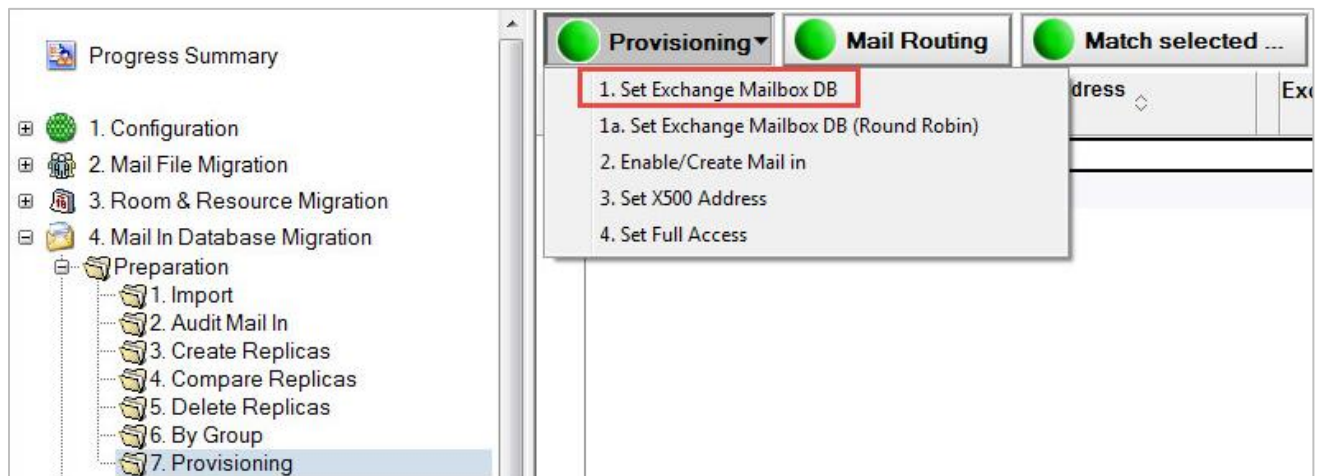 Progress Summary
1. Configuration
2. Mail File Migration
3. Room & Resource Migration
4. Mail In Database Migration
Preparation
1. Import
2. Audit Mail In
3. Create Replicas
4. Compare Replicas
5. Delete Replicas
6. By Group
7. Provisioning
Provisioning
Mail Routing
Match selected ...
1. Set Exchange Mailbox DB
1a. Set Exchange Mailbox DB (Round Robin)
2. Enable/Create Mail in
3. Set X500 Address
4. Set Full Access